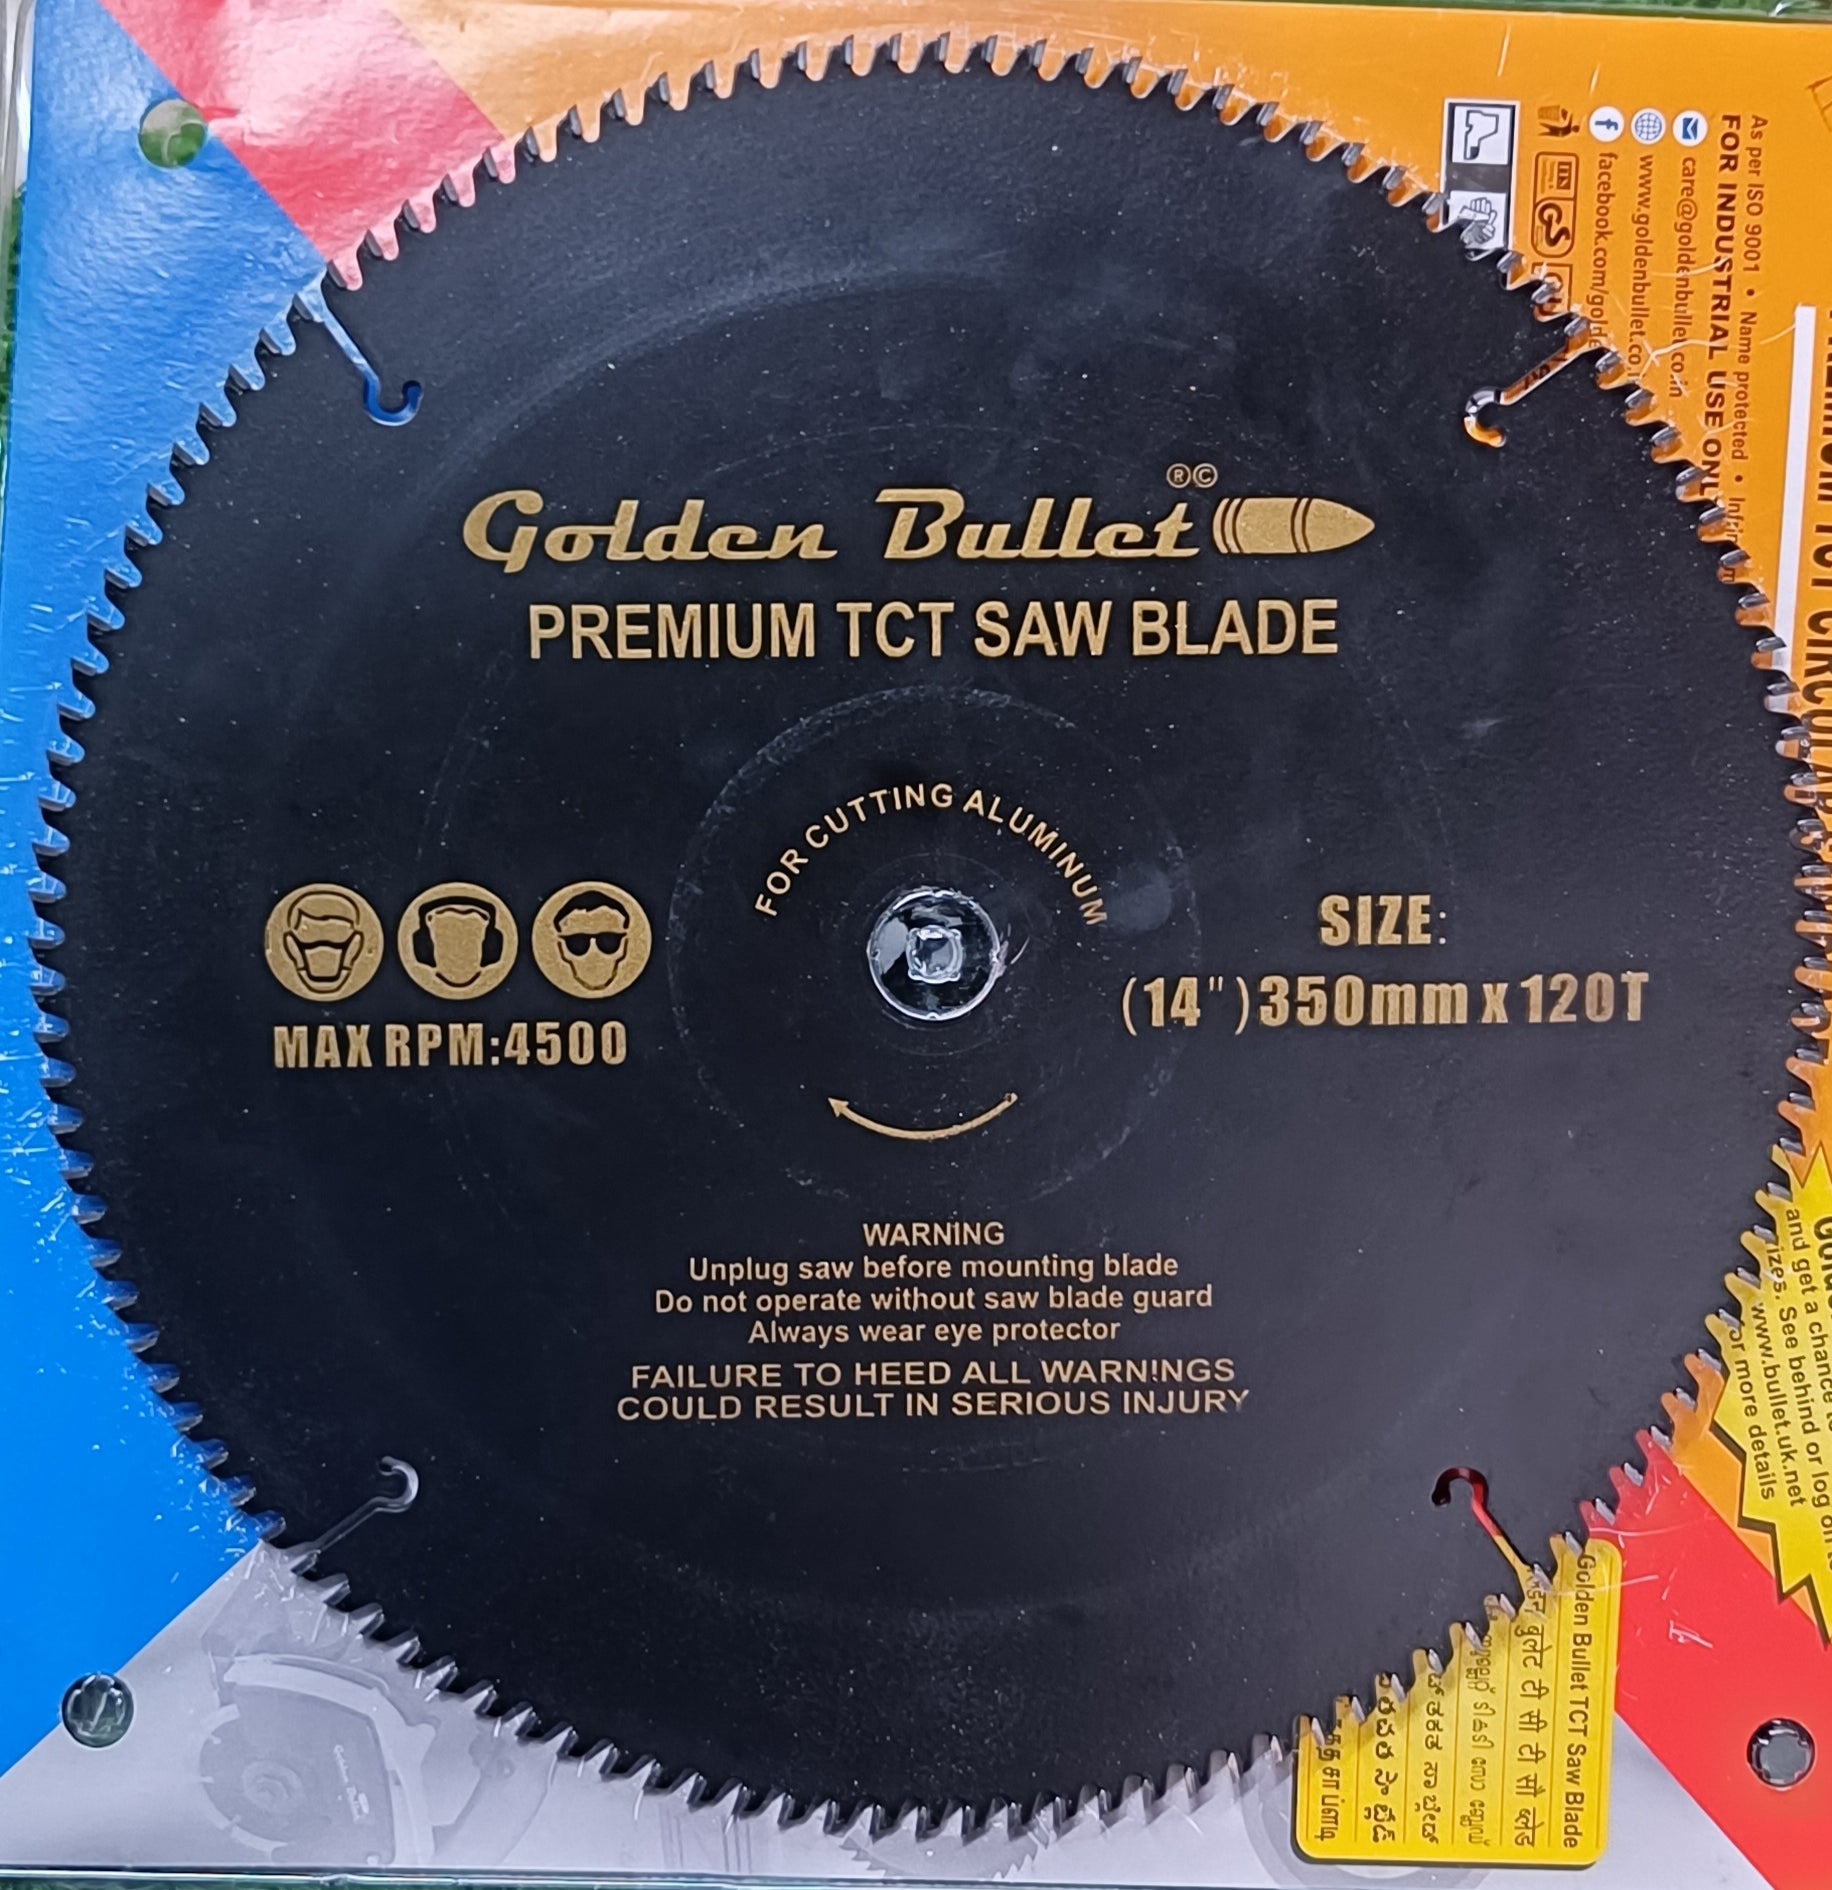 Golden Bullet ®©
PREMIUM TCT SAW BLADE
FOR CUTTING ALUMINUM
MAX RPM:4500
SIZE:
(14")350mm x 120T
WARNING
Unplug saw before mounting blade
Do not operate without saw blade guard
Always wear eye protector
FAILURE TO HEED ALL WARNINGS
COULD RESULT IN SERIOUS INJURY
As per ISO 9001 • Name protected •
FOR INDUSTRIAL USE
care@goldenbullet.co.in
www.goldenbullet.co
facebook.com/golde
GS
and get a chance
See behind or log
www.bullet.uk.net
for more details
Golden Bullet TCT Saw Blade
बुलेट टी सी टी सौ ब्लेड